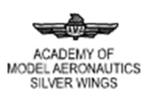 ACADEMY OF
MODEL AERONAUTICS
SILVER WINGS